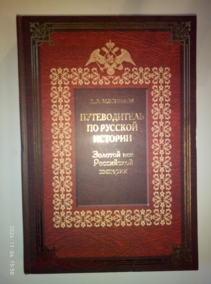 ПУТЕВОДИТЕЛЬ
ПО РУССКОЙ
ИСТОРИИ
Золотой век
Российской
империи